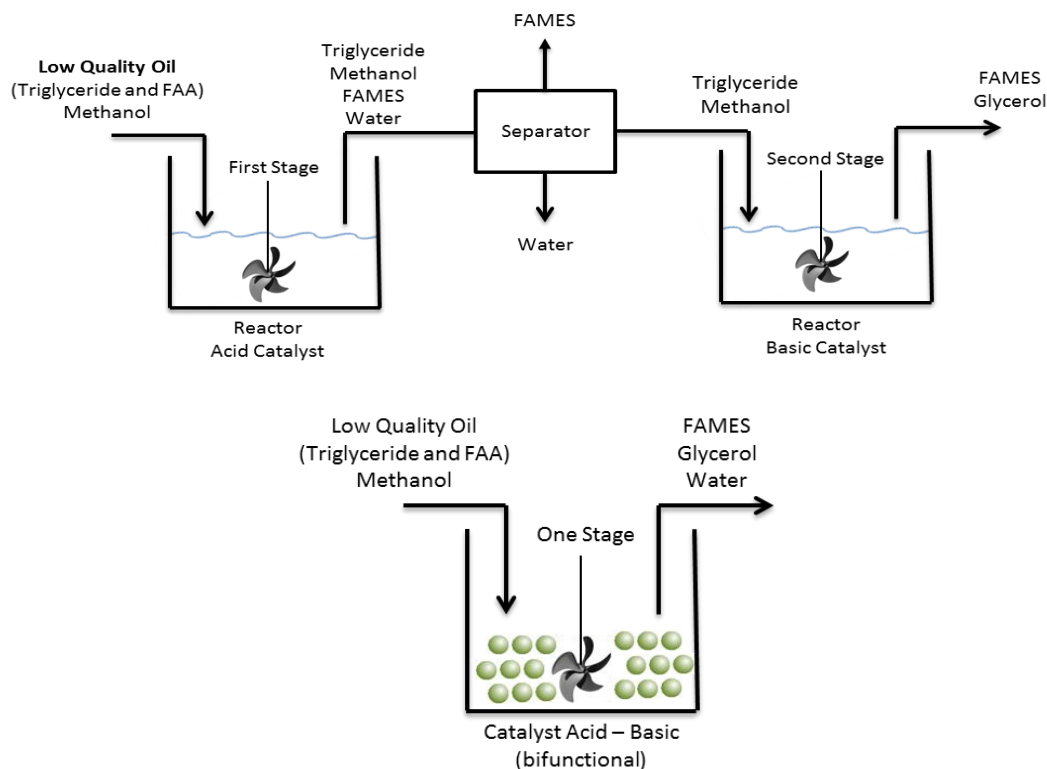 FAMES
Low Quality Oil
(Triglyceride and FAA)
Methanol
Triglyceride
Methanol
FAMES
Water
Separator
Triglyceride
Methanol
FAMES
Glycerol
First Stage
Second Stage
Water
Reactor
Acid Catalyst
Reactor
Basic Catalyst
Low Quality Oil
(Triglyceride and FAA)
Methanol
FAMES
Glycerol
Water
One Stage
Catalyst Acid – Basic
(bifunctional)